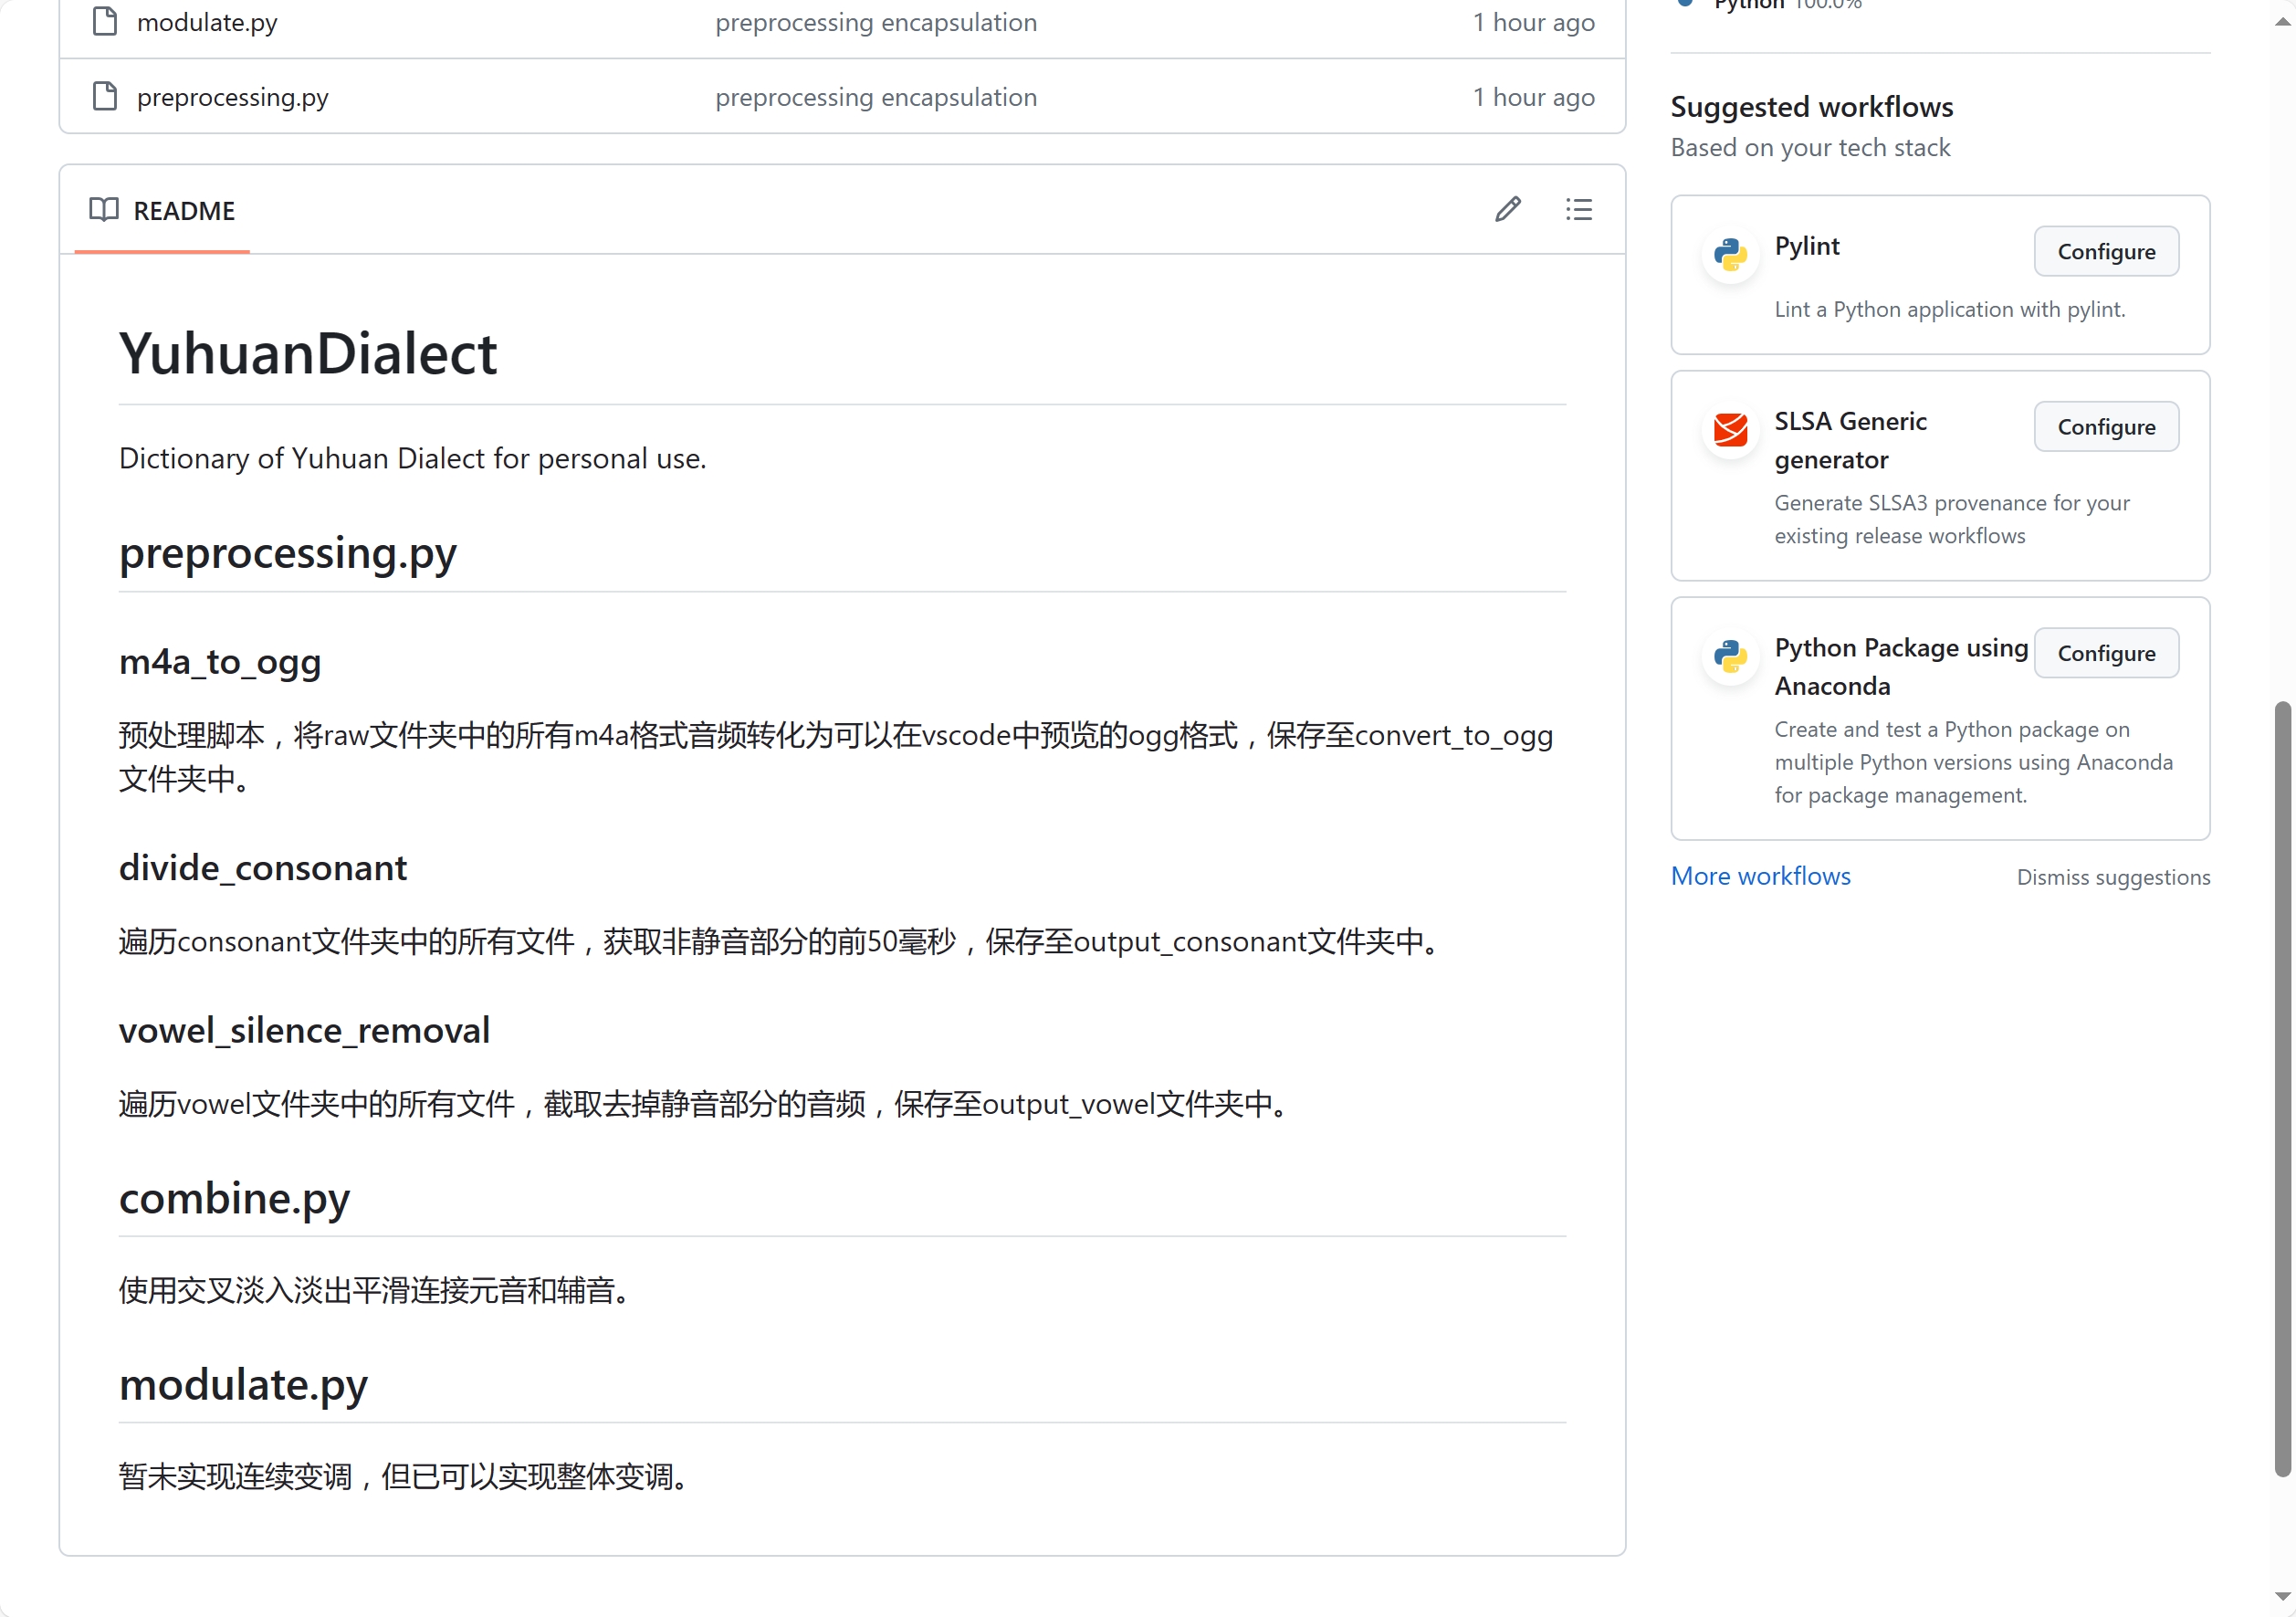 modulate.py preprocessing encapsulation 1 hour ago
preprocessing.py preprocessing encapsulation 1 hour ago
README
YuhuanDialect
Dictionary of Yuhuan Dialect for personal use.
preprocessing.py
m4a_to_ogg
预处理脚本，将raw文件夹中的所有m4a格式音频转化为可以在vscode中预览的ogg格式，保存至convert_to_ogg
文件夹中。
divide_consonant
遍历consonant文件夹中的所有文件，获取非静音部分的前50毫秒，保存至output_consonant文件夹中。
vowel_silence_removal
遍历vowel文件夹中的所有文件，截取去掉静音部分的音频，保存至output_vowel文件夹中。
combine.py
使用交叉淡入淡出平滑连接元音和辅音。
modulate.py
暂未实现连续变调，但已可以实现整体变调。
Python 100.0%
Suggested workflows
Based on your tech stack
Pylint
Configure
Lint a Python application with pylint.
SLSA Generic
generator
Configure
Generate SLSA3 provenance for your
existing release workflows
Python Package using
Anaconda
Configure
Create and test a Python package on
multiple Python versions using Anaconda
for package management.
More workflows
Dismiss suggestions